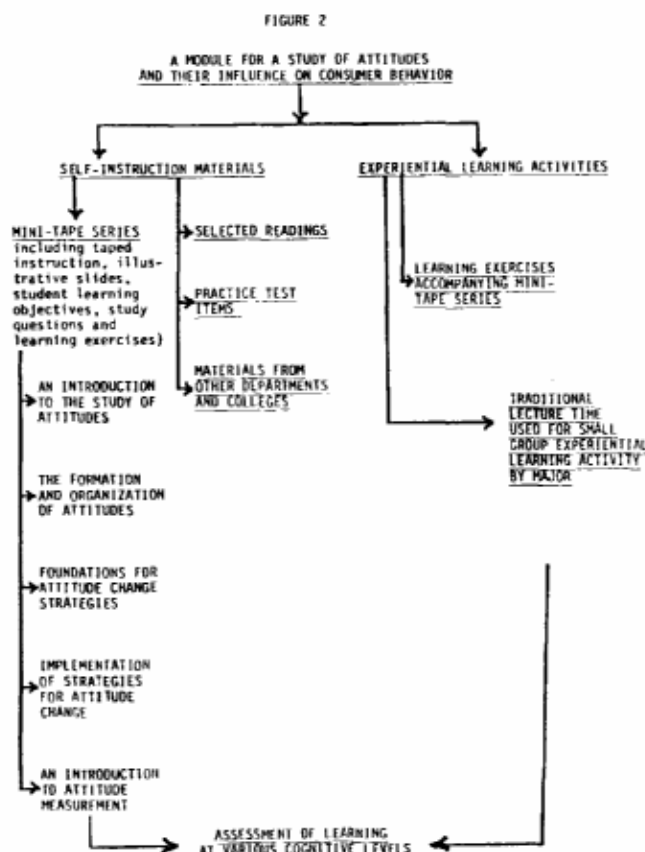 FIGURE 2
A MODULE FOR A STUDY OF ATTITUDES
AND THEIR INFLUENCE ON CONSUMER BEHAVIOR
SELF-INSTRUCTION MATERIALS
EXPERIENTIAL LEARNING ACTIVITIES
MINI-TAPE SERIES
including taped
instruction, illus-
trative slides,
student learning
objectives, study
questions and
learning exercises)
SELECTED READINGS
PRACTICE TEST
ITEMS
MATERIALS FROM
OTHER DEPARTMENTS
AND COLLEGES
LEARNING EXERCISES
ACCOMPANYING MINI-
TAPE SERIES
TRADITIONAL
LECTURE TIME
USED FOR SMALL
GROUP EXPERIENTIAL
LEARNING ACTIVITY
BY MAJOR
AN INTRODUCTION
TO THE STUDY OF
ATTITUDES
THE FORMATION
AND ORGANIZATION
OF ATTITUDES
FOUNDATIONS FOR
ATTITUDE CHANGE
STRATEGIES
IMPLEMENTATION
OF STRATEGIES
FOR ATTITUDE
CHANGE
AN INTRODUCTION
TO ATTITUDE
MEASUREMENT
ASSESSMENT OF LEARNING
AT VARIOUS COGNITIVE LEVELS